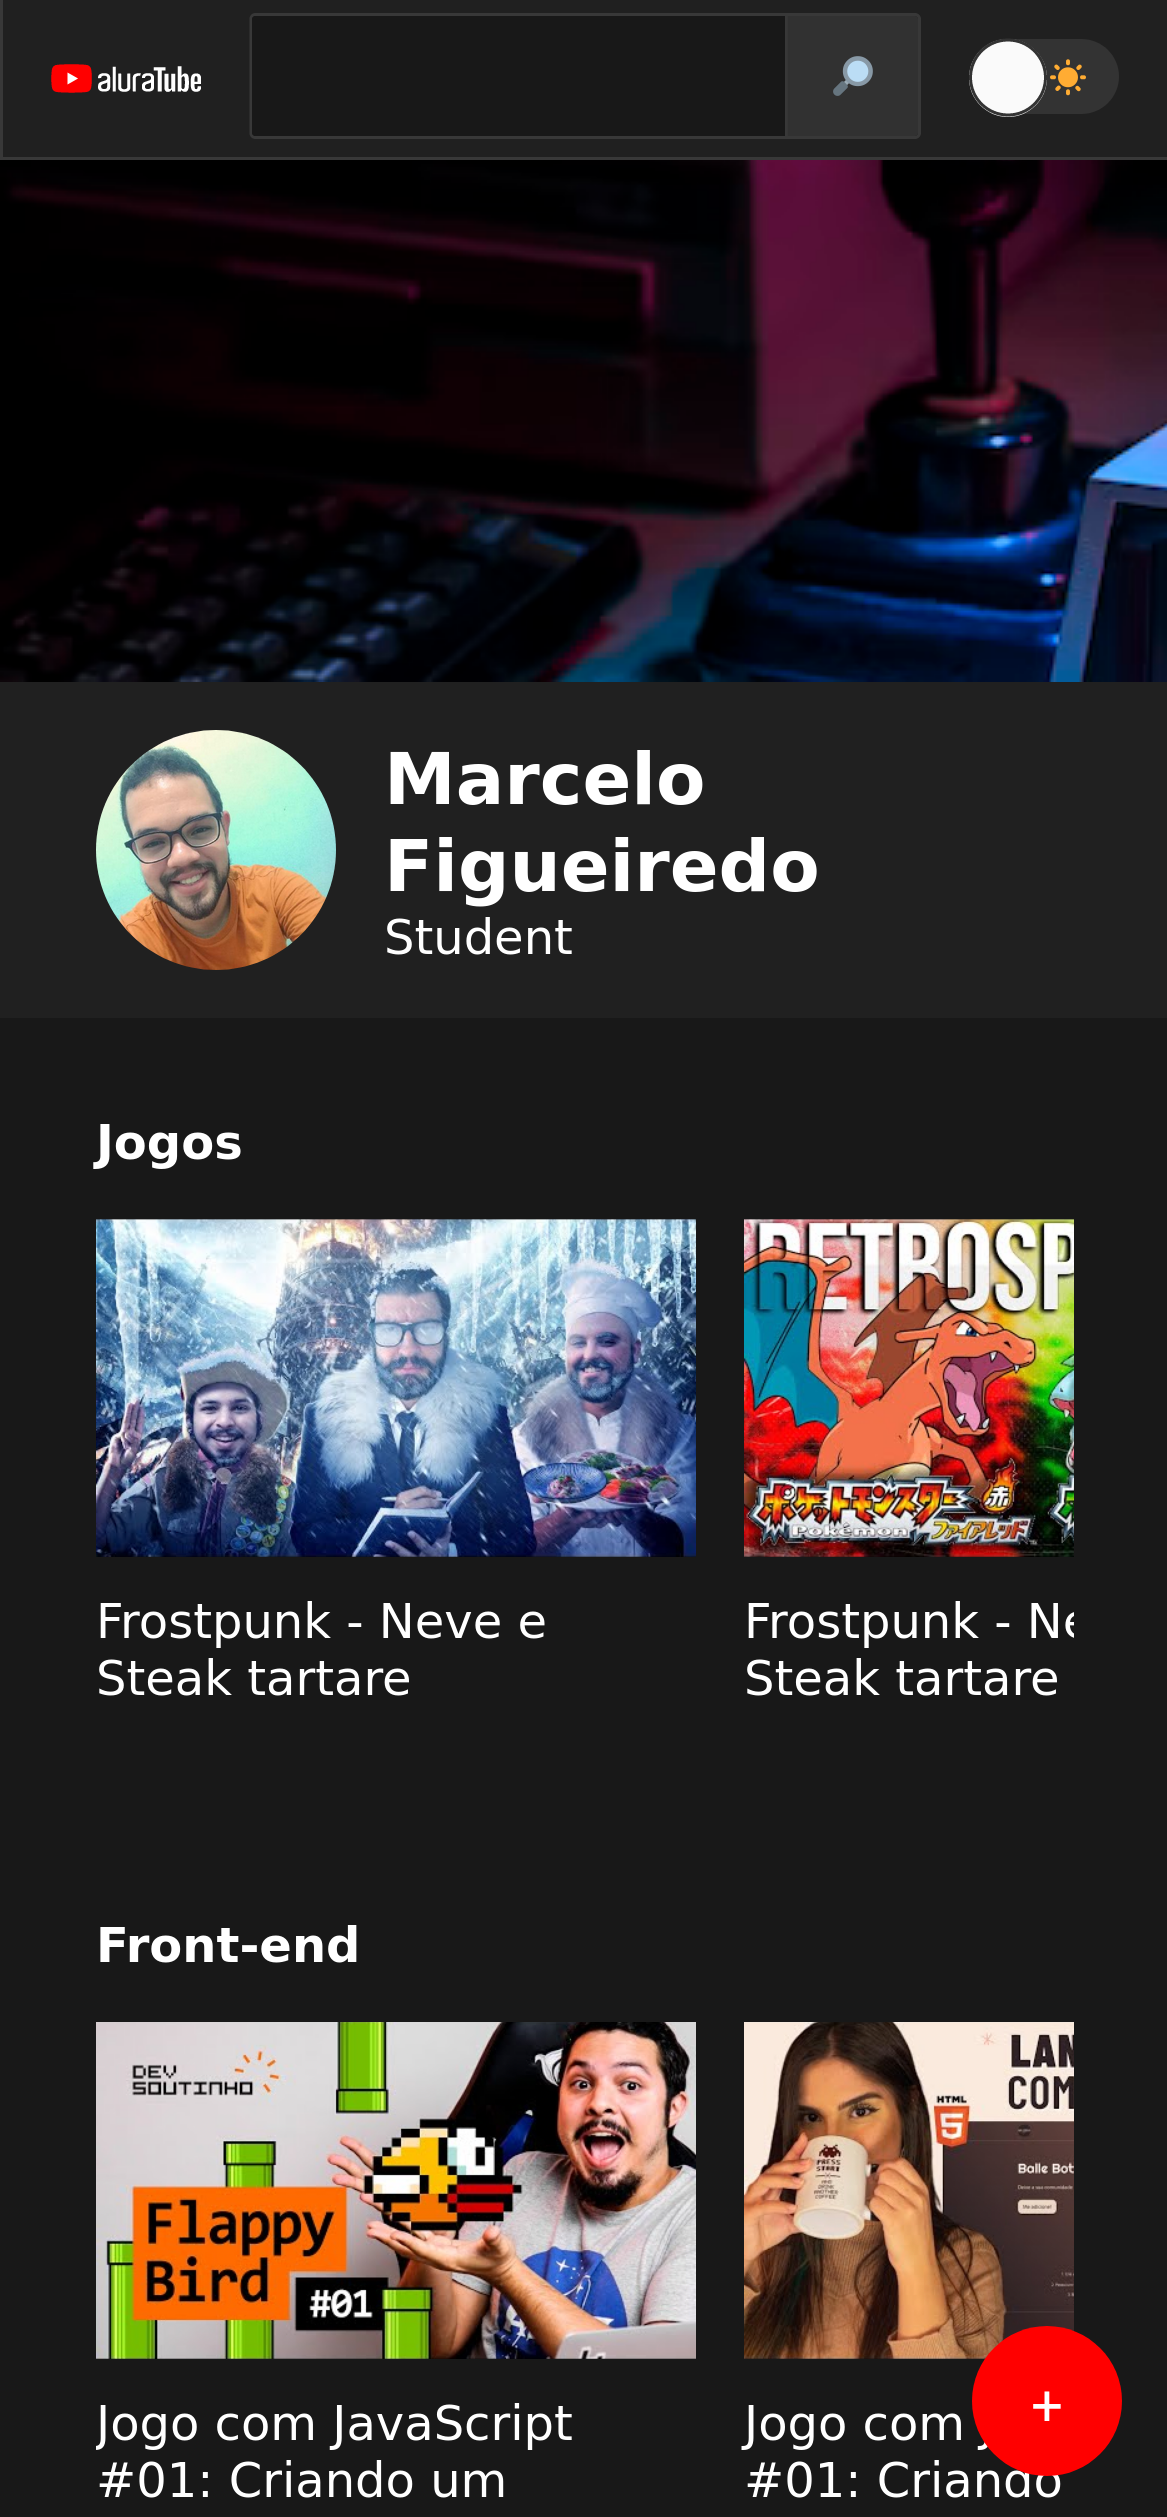 aluraTube
Marcelo
Figueiredo
Student
Jogos
RETROSP
ポケットモンスター
赤
Pokémon
ファイアレッド
Frostpunk - Neve e
Steak tartare
Frostpunk - Ne
Steak tartare
Front-end
DEV
SOUTINHO
Flappy
Bird
#01
LAN
COM
HTML
5
PRESS
START
Balle Bot
Jogo com JavaScript
#01: Criando um
Jogo com J
#01: Criando
+